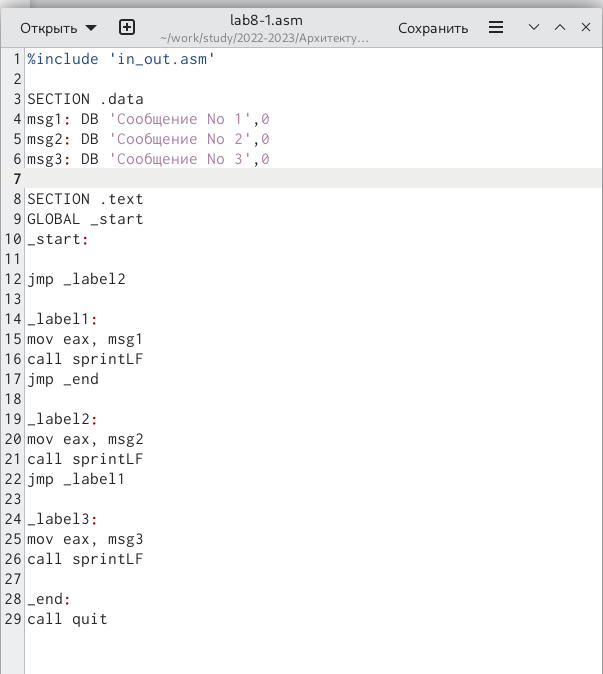 Открыть lab8-1.asm Сохранить
~/work/study/2022-2023/Архитекту...
1 %include 'in_out.asm'
2
3 SECTION .data
4 msg1: DB 'Сообщение No 1',0
5 msg2: DB 'Сообщение No 2',0
6 msg3: DB 'Сообщение No 3',0
7
8 SECTION .text
9 GLOBAL _start
10 _start:
11
12 jmp _label2
13
14 _label1:
15 mov eax, msg1
16 call sprintLF
17 jmp _end
18
19 _label2:
20 mov eax, msg2
21 call sprintLF
22 jmp _label1
23
24 _label3:
25 mov eax, msg3
26 call sprintLF
27
28 _end:
29 call quit